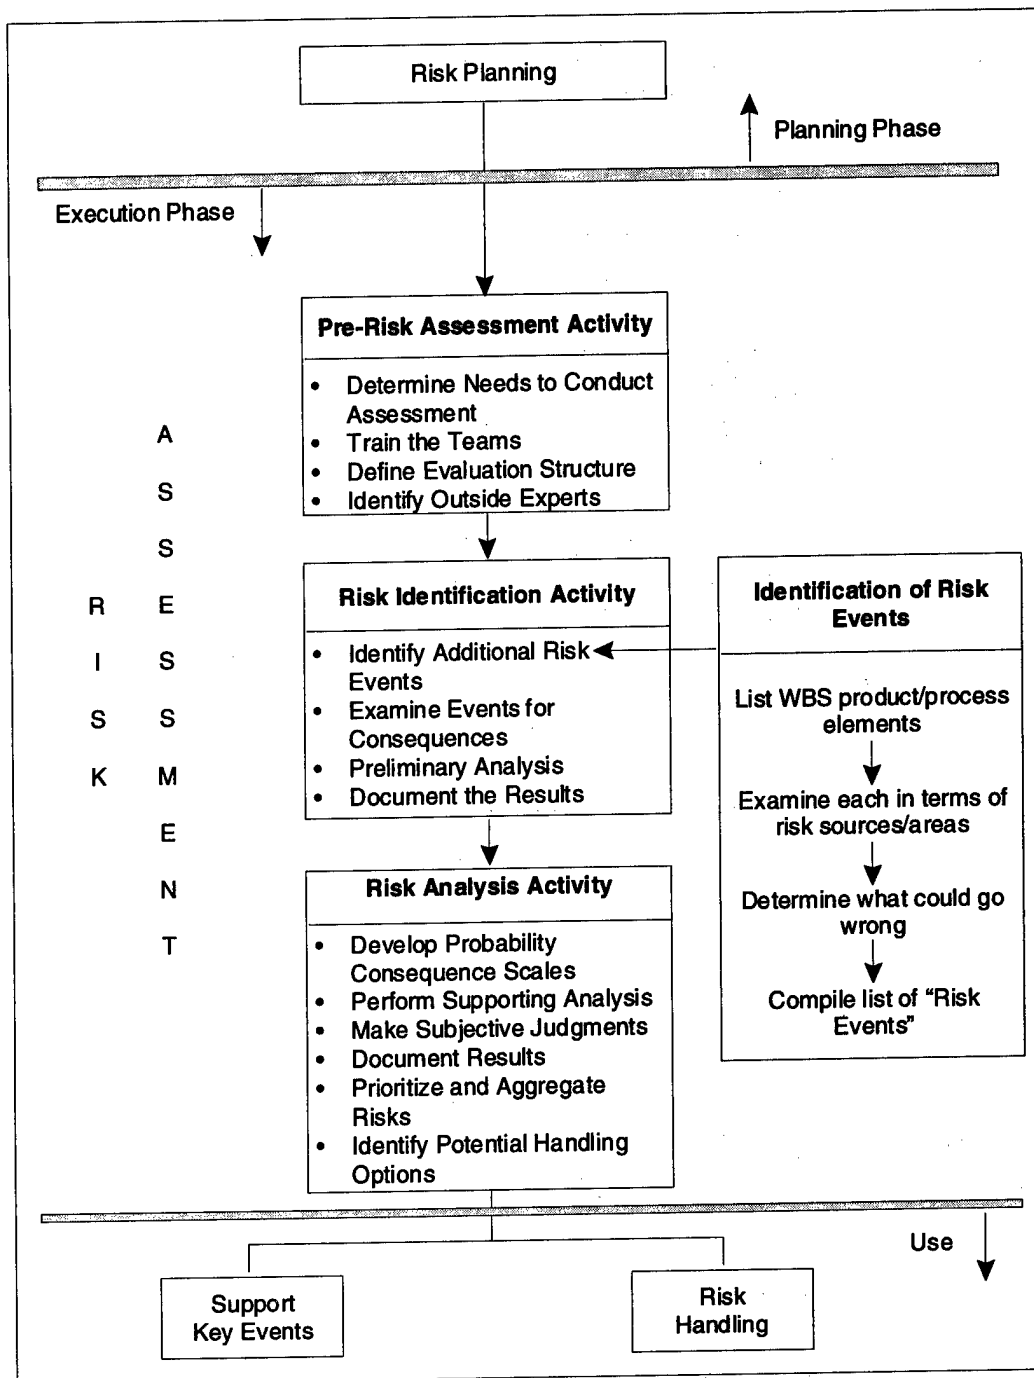 Risk Planning
Planning Phase
Execution Phase
Pre-Risk Assessment Activity
• Determine Needs to Conduct
Assessment
• Train the Teams
• Define Evaluation Structure
• Identify Outside Experts
RISK
ASSESSMENT
Risk Identification Activity
• Identify Additional Risk
Events
• Examine Events for
Consequences
• Preliminary Analysis
• Document the Results
Identification of Risk
Events
List WBS product/process
elements
Examine each in terms of
risk sources/areas
Determine what could go
wrong
Compile list of “Risk
Events”
Risk Analysis Activity
• Develop Probability
Consequence Scales
• Perform Supporting Analysis
• Make Subjective Judgments
• Document Results
• Prioritize and Aggregate
Risks
• Identify Potential Handling
Options
Use
Support
Key Events
Risk
Handling